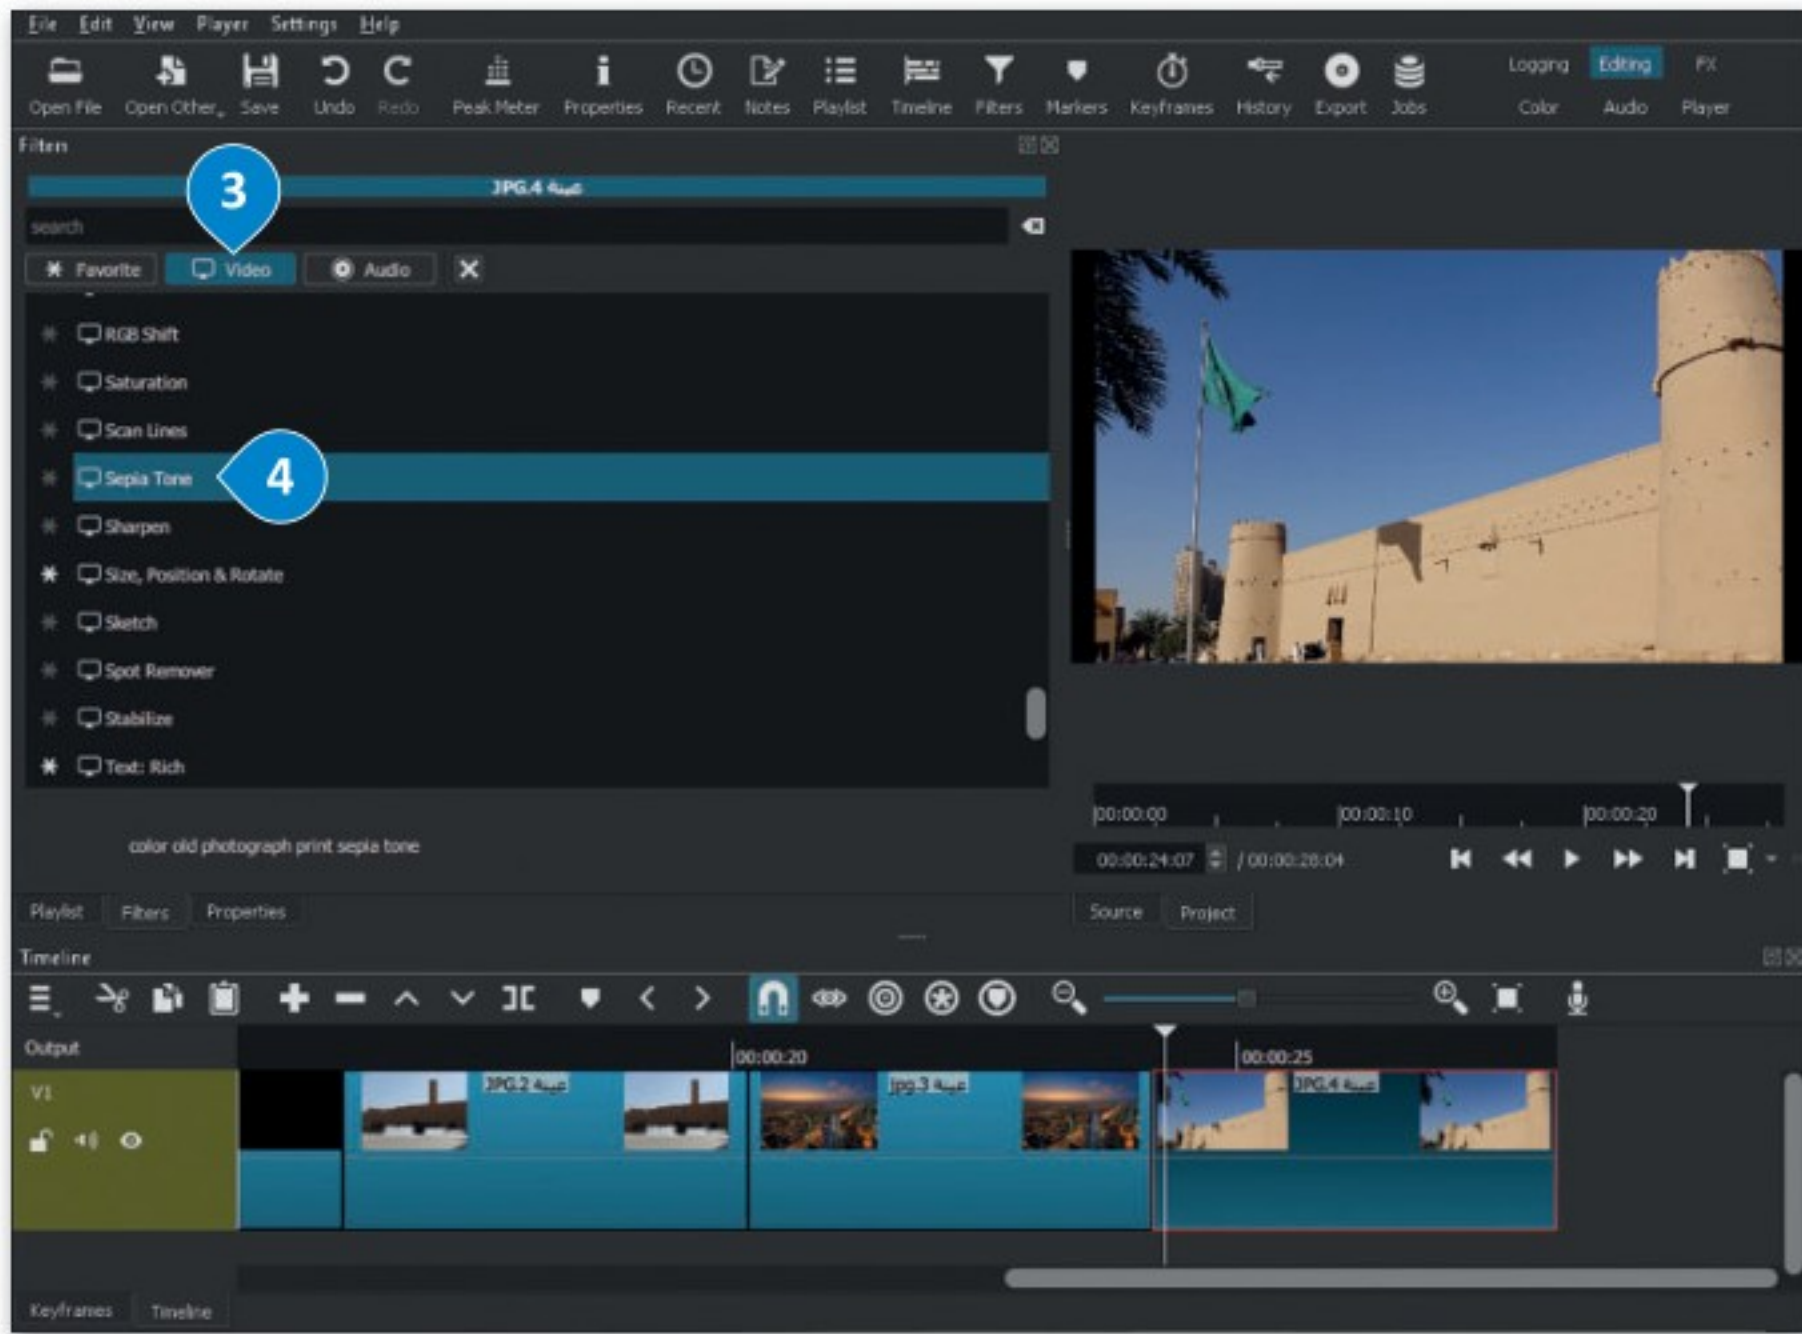 File Edit View Player Settings Help
Open File Open Other... Save Undo Redo Peak Meter Properties Recent Notes Playlist Timeline Filters Markers Keyframes History Export Jobs
Logging Editing FX
Color Audio Player
Filters
3
عينة 4.JPG
search
Favorite Video Audio
RGB Shift
Saturation
Scan Lines
Sepia Tone 4
Sharpen
Size, Position & Rotate
Sketch
Spot Remover
Stabilize
Text: Rich
color old photograph print sepia tone
00:00:00 00:00:10 00:00:20
00:00:24:07 / 00:00:28:04
Playlist Filters Properties
Source Project
Timeline
Output
00:00:20 00:00:25
V1
عينة 2.JPG عينة 3.jpg عينة 4.JPG
Keyframes Timeline